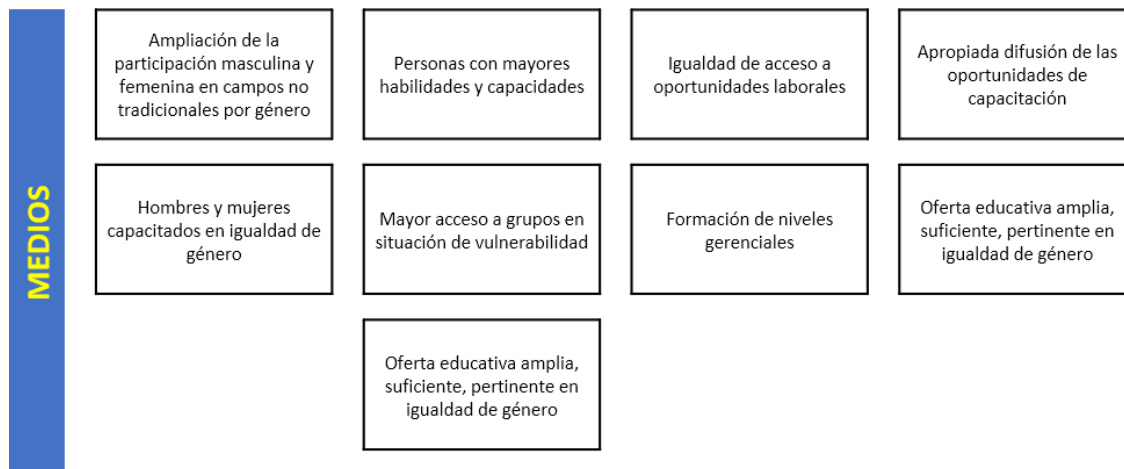 MEDIOS
Ampliación de la
participación masculina y
femenina en campos no
tradicionales por género
Personas con mayores
habilidades y capacidades
Igualdad de acceso a
oportunidades laborales
Apropiada difusión de las
oportunidades de
capacitación
Hombres y mujeres
capacitados en igualdad de
género
Mayor acceso a grupos en
situación de vulnerabilidad
Formación de niveles
gerenciales
Oferta educativa amplia,
suficiente, pertinente en
igualdad de género
Oferta educativa amplia,
suficiente, pertinente en
igualdad de género